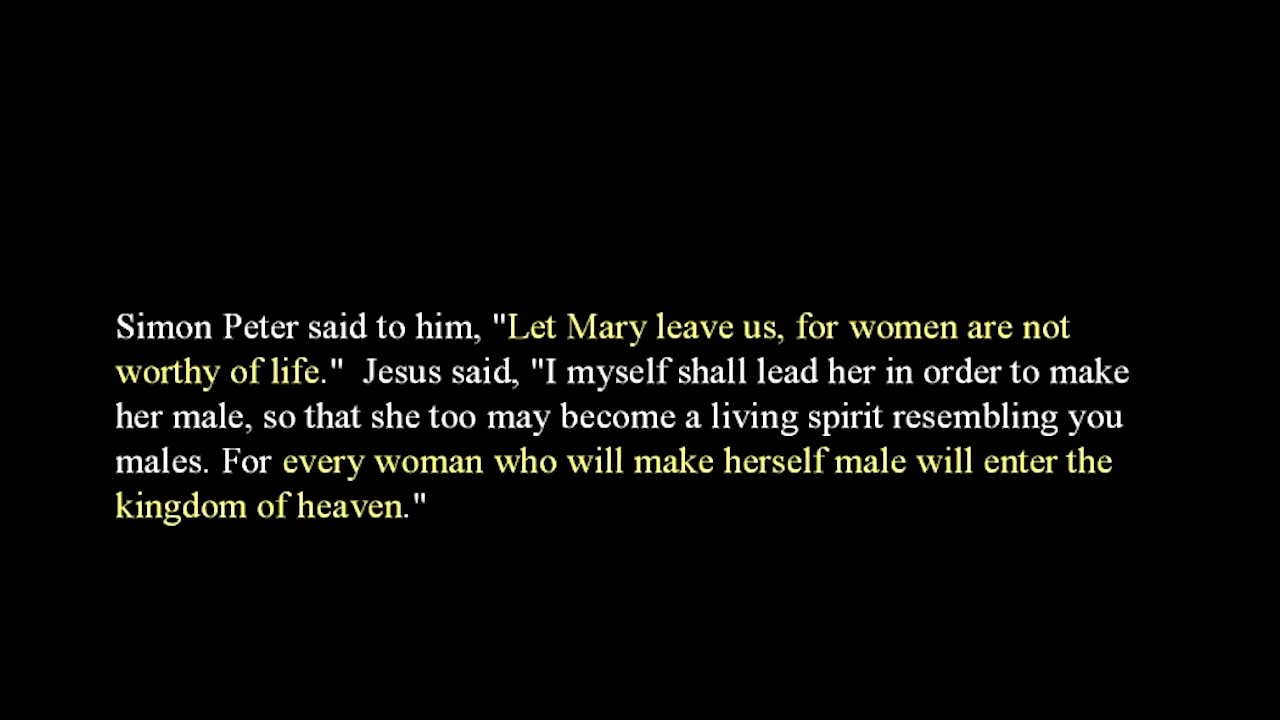 Simon Peter said to him, "Let Mary leave us, for women are not
worthy of life."  Jesus said, "I myself shall lead her in order to make
her male, so that she too may become a living spirit resembling you
males. For every woman who will make herself male will enter the
kingdom of heaven."